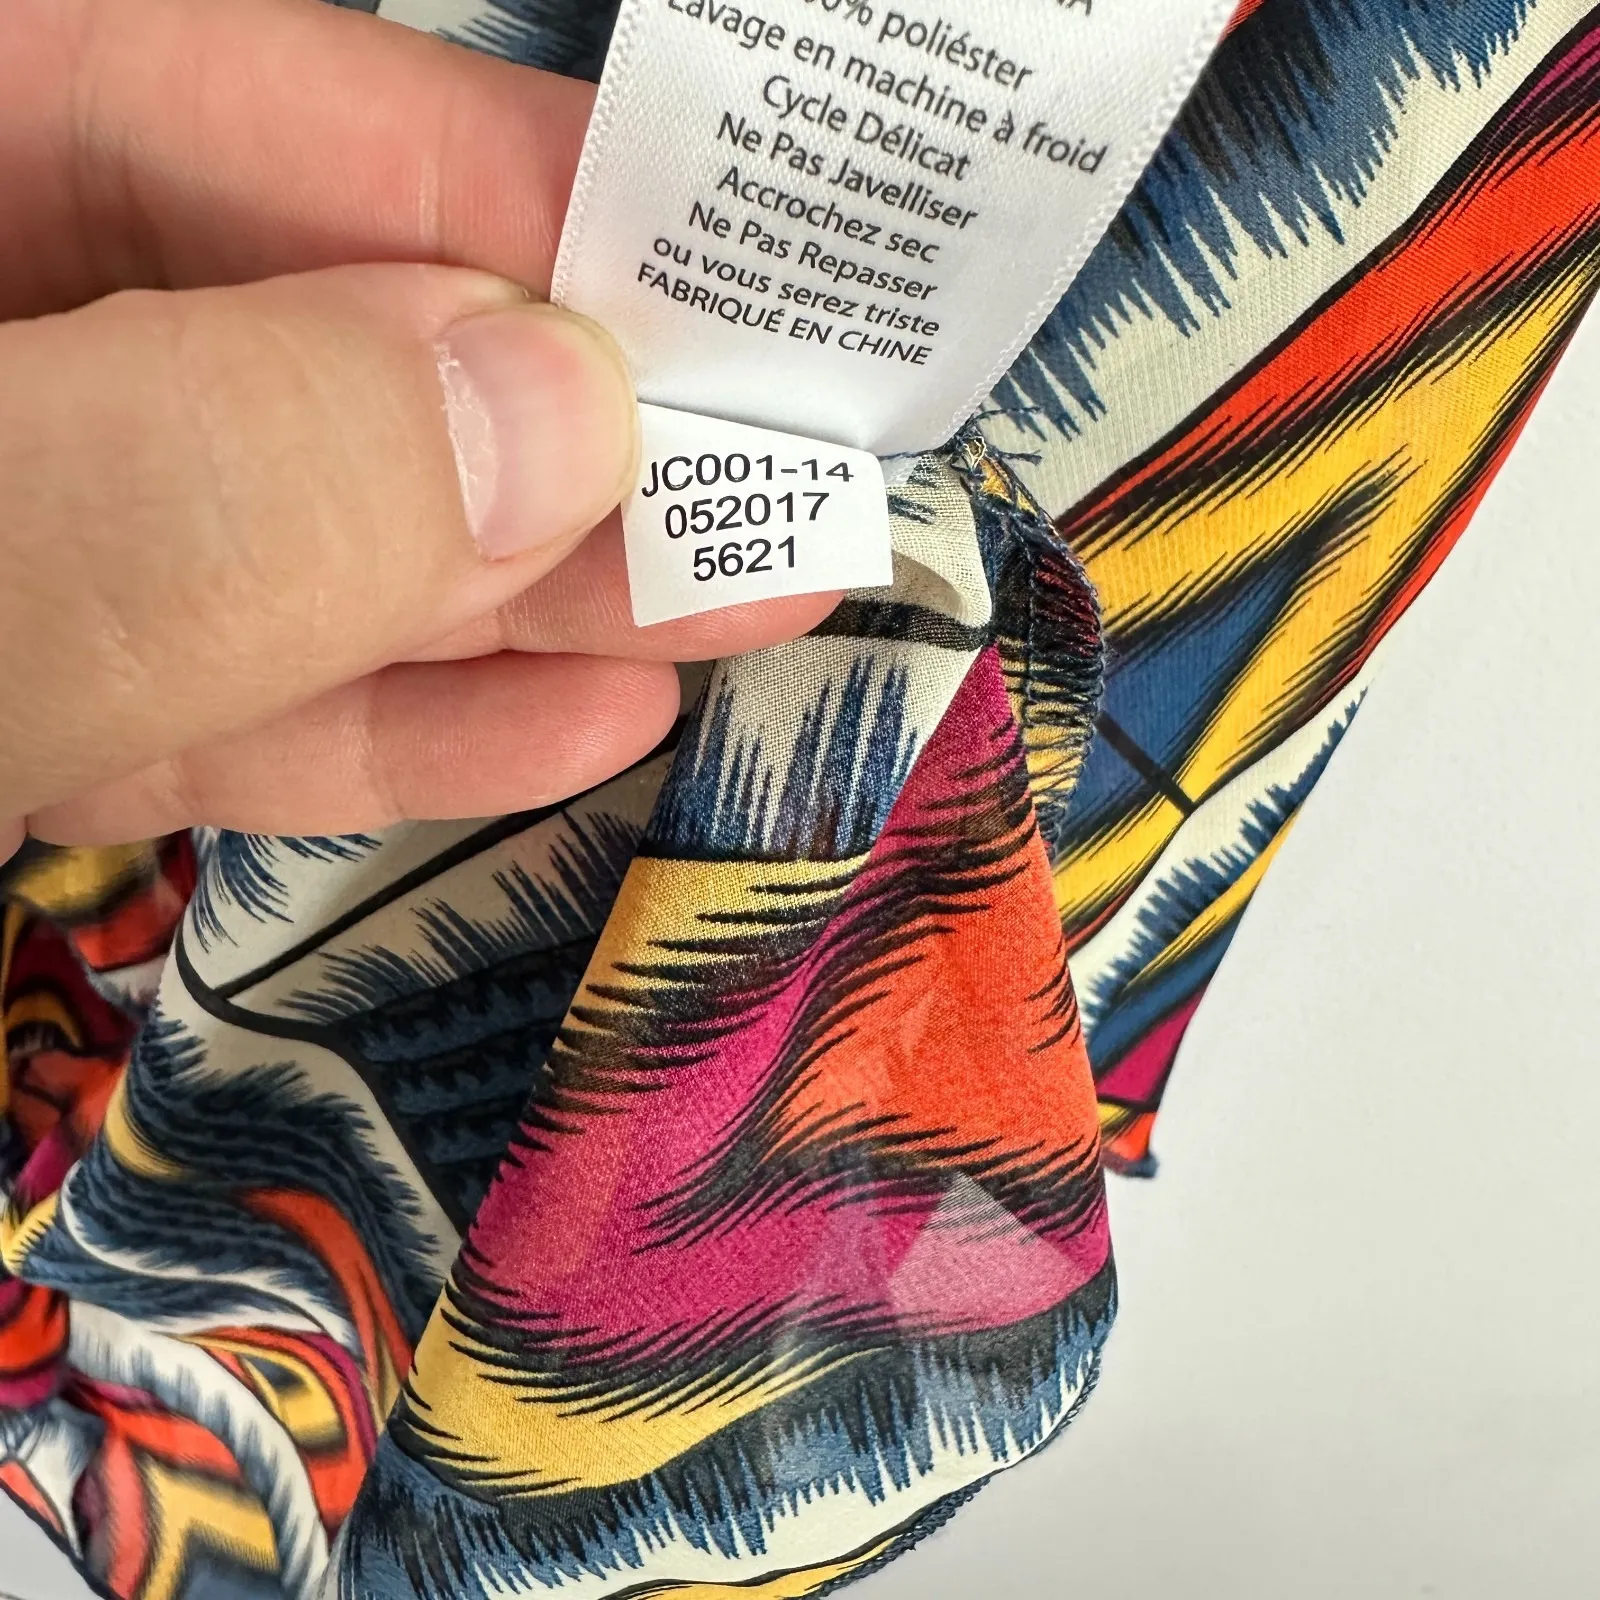 poliéster
Lavage en machine à froid
Cycle Délicat
Ne Pas Javelliser
Accrochez sec
Ne Pas Repasser
ou vous serez triste
FABRIQUÉ EN CHINE
JC001-14
052017
5621